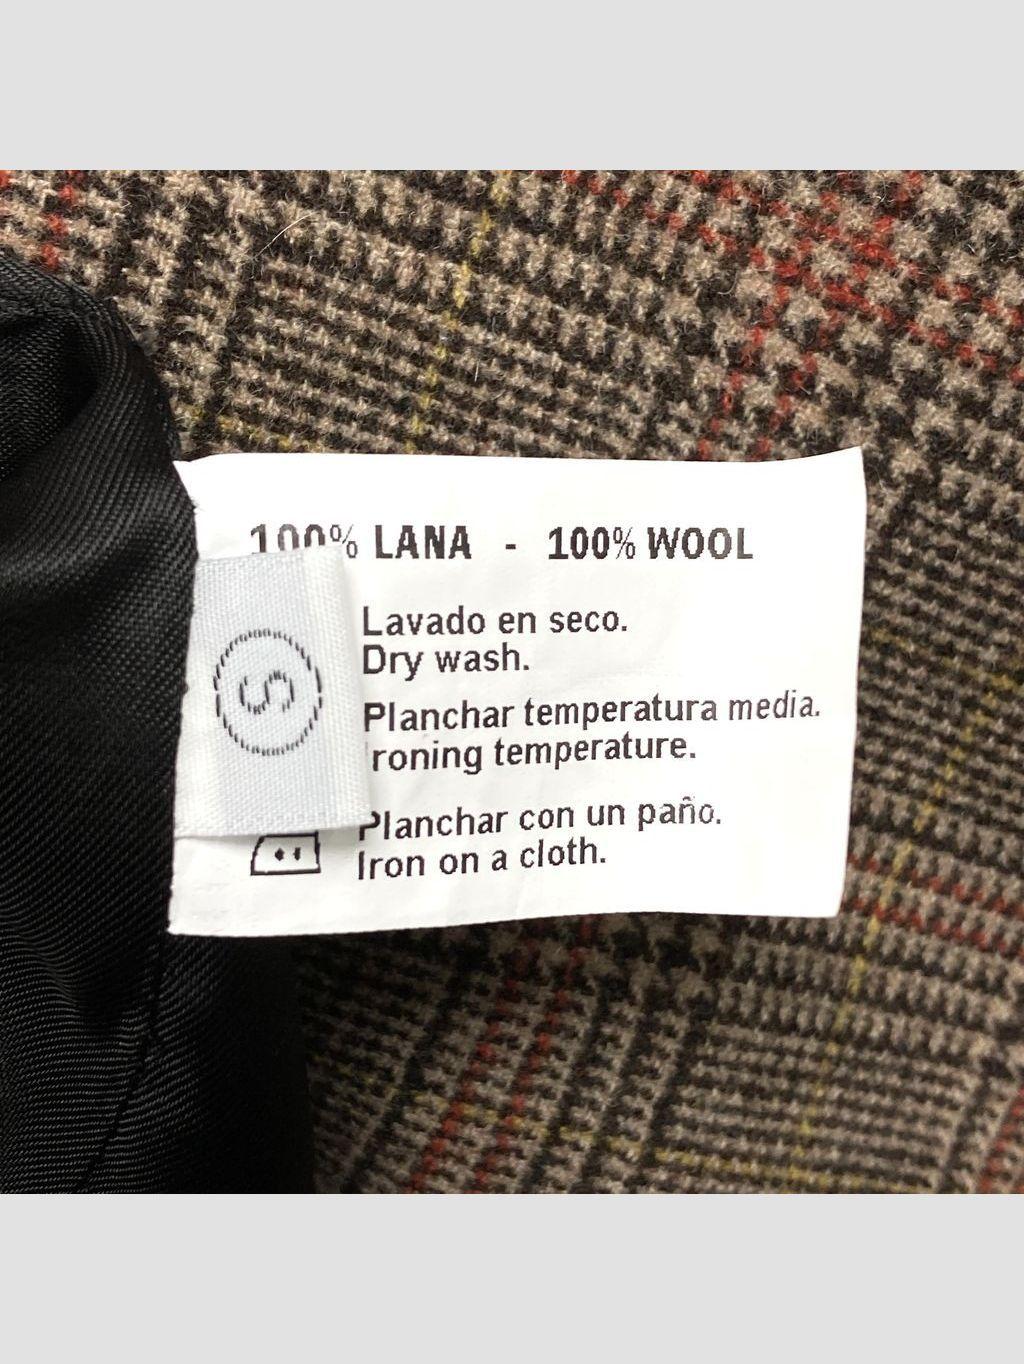 100% LANA - 100% WOOL
Lavado en seco.
Dry wash.
Planchar temperatura media.
Ironing temperature.
Planchar con un paño.
Iron on a cloth.
S